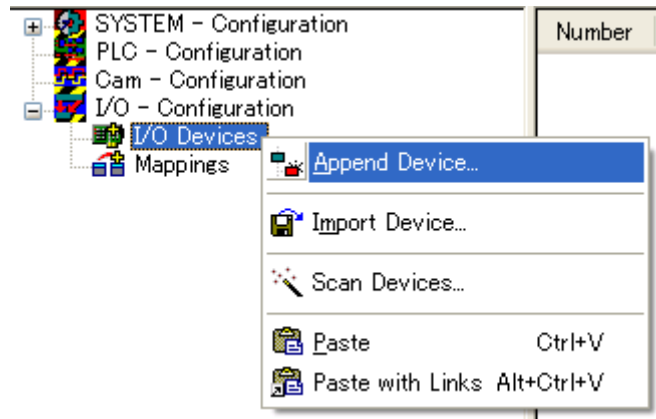 SYSTEM - Configuration
Number
PLC - Configuration
Cam - Configuration
I/O - Configuration
I/O Devices
Mappings
Append Device...
Import Device...
Scan Devices...
Paste Ctrl+V
Paste with Links Alt+Ctrl+V